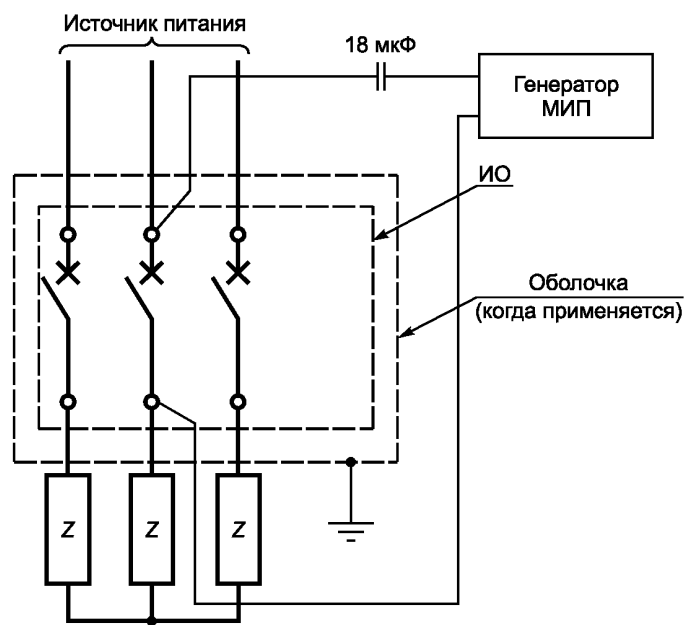 Источник питания
18 мкФ
Генератор
МИП
ИО
Оболочка
(когда применяется)
Z
Z
Z